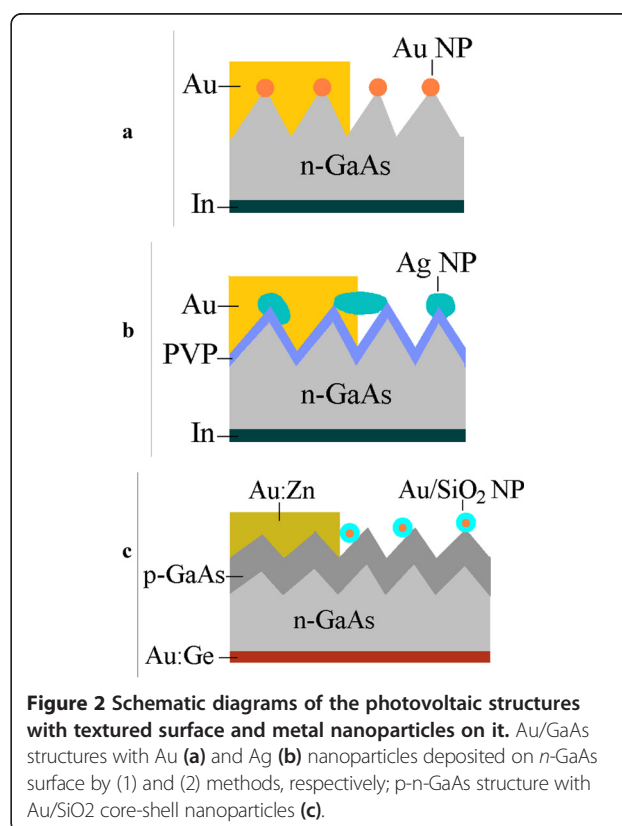 Au NP
Au
a
n-GaAs
In
Ag NP
Au
b
PVP
n-GaAs
In
Au:Zn
Au/SiO₂ NP
c
p-GaAs
n-GaAs
Au:Ge
Figure 2 Schematic diagrams of the photovoltaic structures
with textured surface and metal nanoparticles on it. Au/GaAs
structures with Au (a) and Ag (b) nanoparticles deposited on n-GaAs
surface by (1) and (2) methods, respectively; p-n-GaAs structure with
Au/SiO2 core-shell nanoparticles (c).